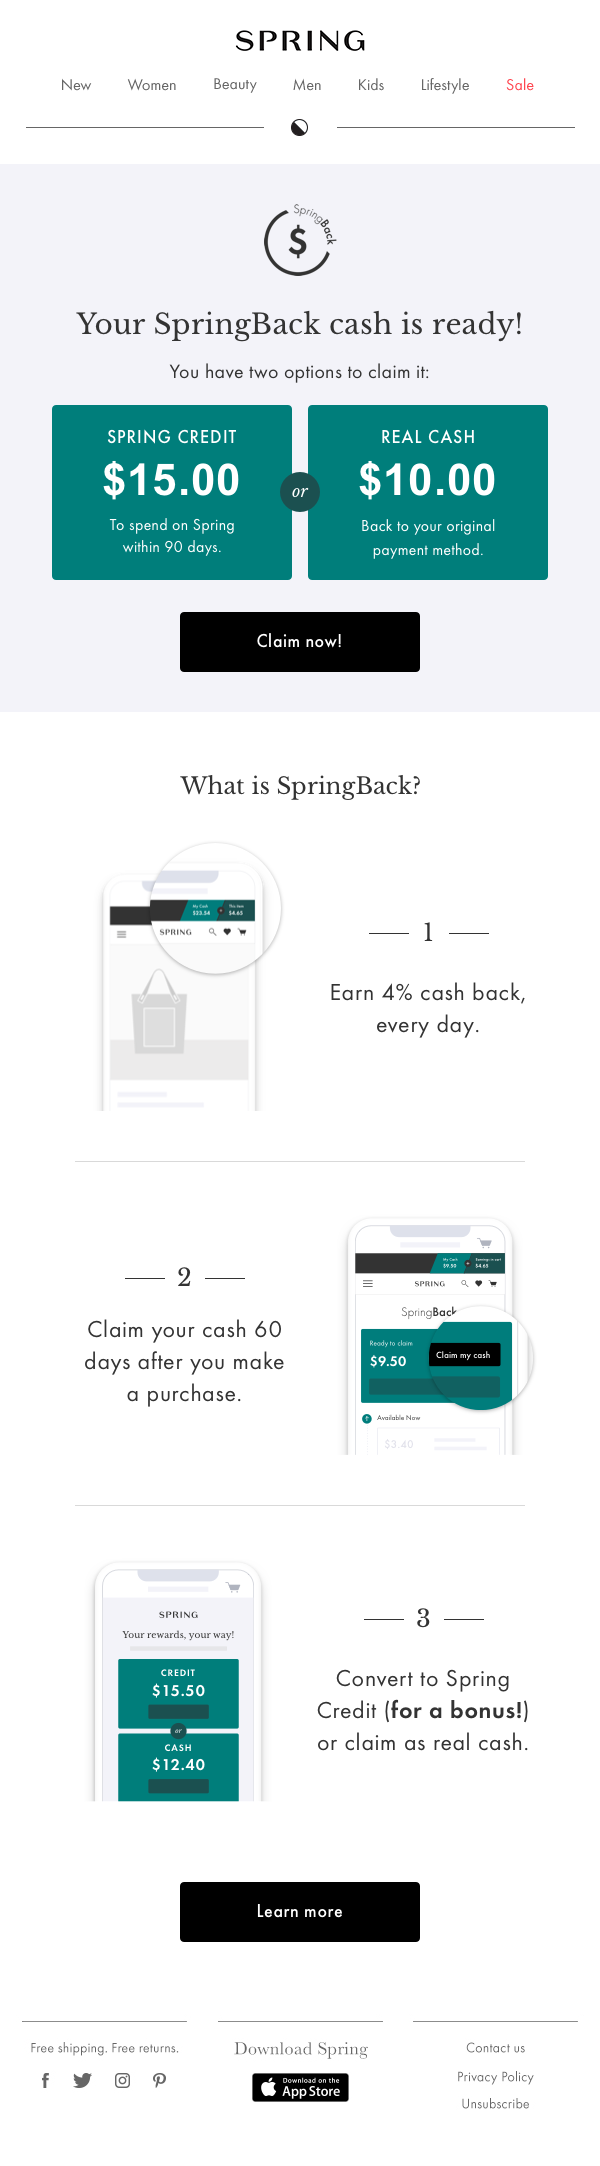 SPRING
New Women Beauty Men Kids Lifestyle Sale
SpringBack
$
Your SpringBack cash is ready!
You have two options to claim it:
SPRING CREDIT
$15.00
To spend on Spring
within 90 days.
or
REAL CASH
$10.00
Back to your original
payment method.
Claim now!
What is SpringBack?
My Cash
$23.54
This item
$4.65
SPRING
1
Earn 4% cash back,
every day.
2
Claim your cash 60
days after you make
a purchase.
My Cash
$9.50
Earnings in cart
$4.65
SPRING
SpringBack
Ready to claim
$9.50
Claim my cash
Available Now
$3.40
SPRING
Your rewards, your way!
CREDIT
$15.50
or
CASH
$12.40
3
Convert to Spring
Credit (for a bonus!)
or claim as real cash.
Learn more
Free shipping. Free returns.
Download Spring
Download on the
App Store
Contact us
Privacy Policy
Unsubscribe